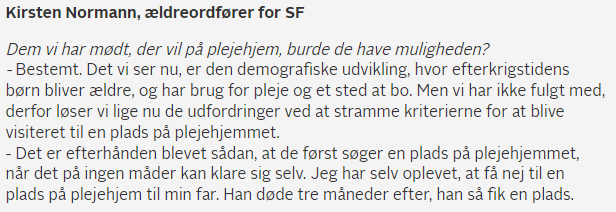 Kirsten Normann, ældreordfører for SF
Dem vi har mødt, der vil på plejehjem, burde de have muligheden?
- Bestemt. Det vi ser nu, er den demografiske udvikling, hvor efterkrigstidens
børn bliver ældre, og har brug for pleje og et sted at bo. Men vi har ikke fulgt med,
derfor løser vi lige nu de udfordringer ved at stramme kriterierne for at blive
visiteret til en plads på plejehjemmet.
- Det er efterhånden blevet sådan, at de først søger en plads på plejehjemmet,
når det på ingen måder kan klare sig selv. Jeg har selv oplevet, at få nej til en
plads på plejehjem til min far. Han døde tre måneder efter, han så fik en plads.